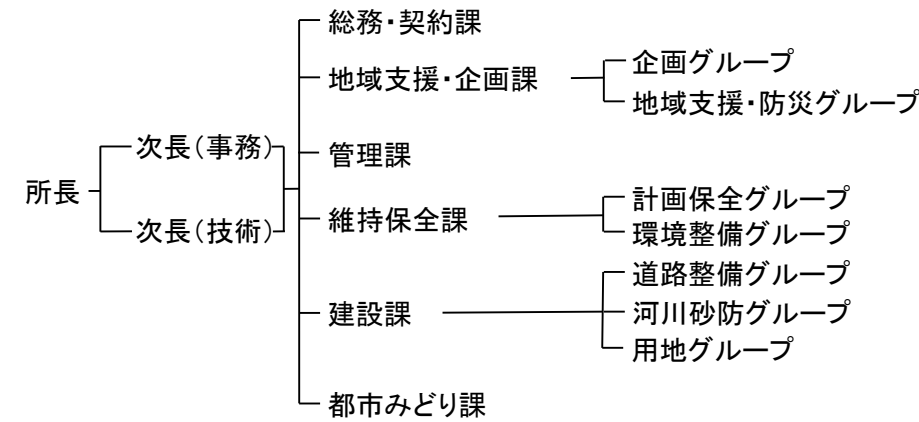 所長
次長(事務)
次長(技術)
総務・契約課
地域支援・企画課
企画グループ
地域支援・防災グループ
管理課
維持保全課
計画保全グループ
環境整備グループ
建設課
道路整備グループ
河川砂防グループ
用地グループ
都市みどり課